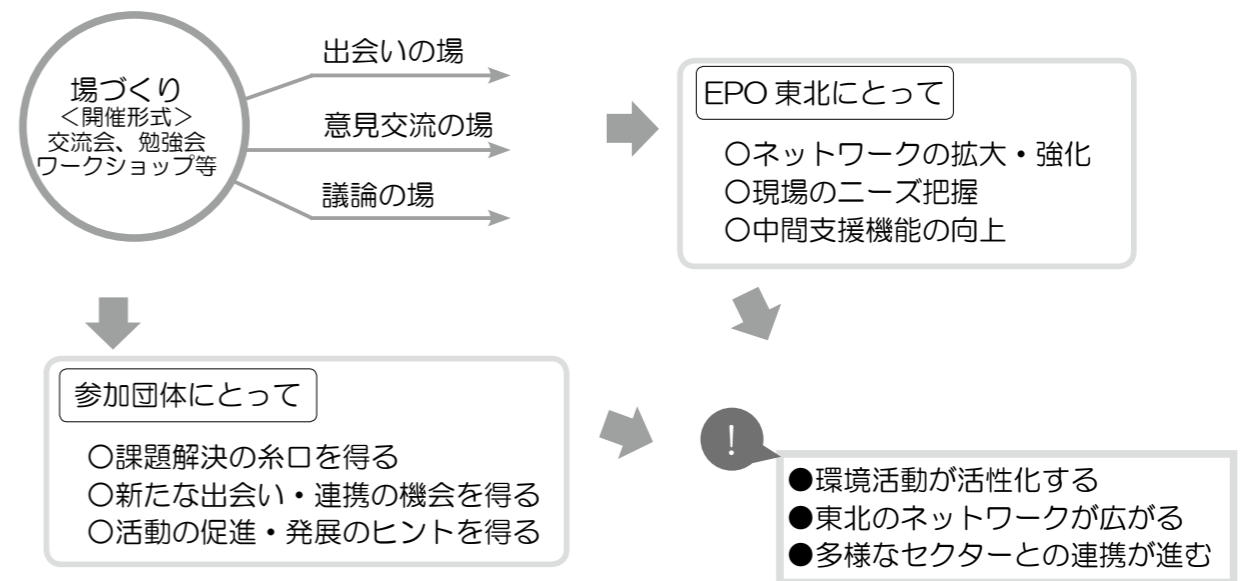 場づくり
＜開催形式＞
交流会、勉強会
ワークショップ等
出会いの場
意見交流の場
議論の場
EPO 東北にとって
○ネットワークの拡大・強化
○現場のニーズ把握
○中間支援機能の向上
参加団体にとって
○課題解決の糸口を得る
○新たな出会い・連携の機会を得る
○活動の促進・発展のヒントを得る
!
●環境活動が活性化する
●東北のネットワークが広がる
●多様なセクターとの連携が進む